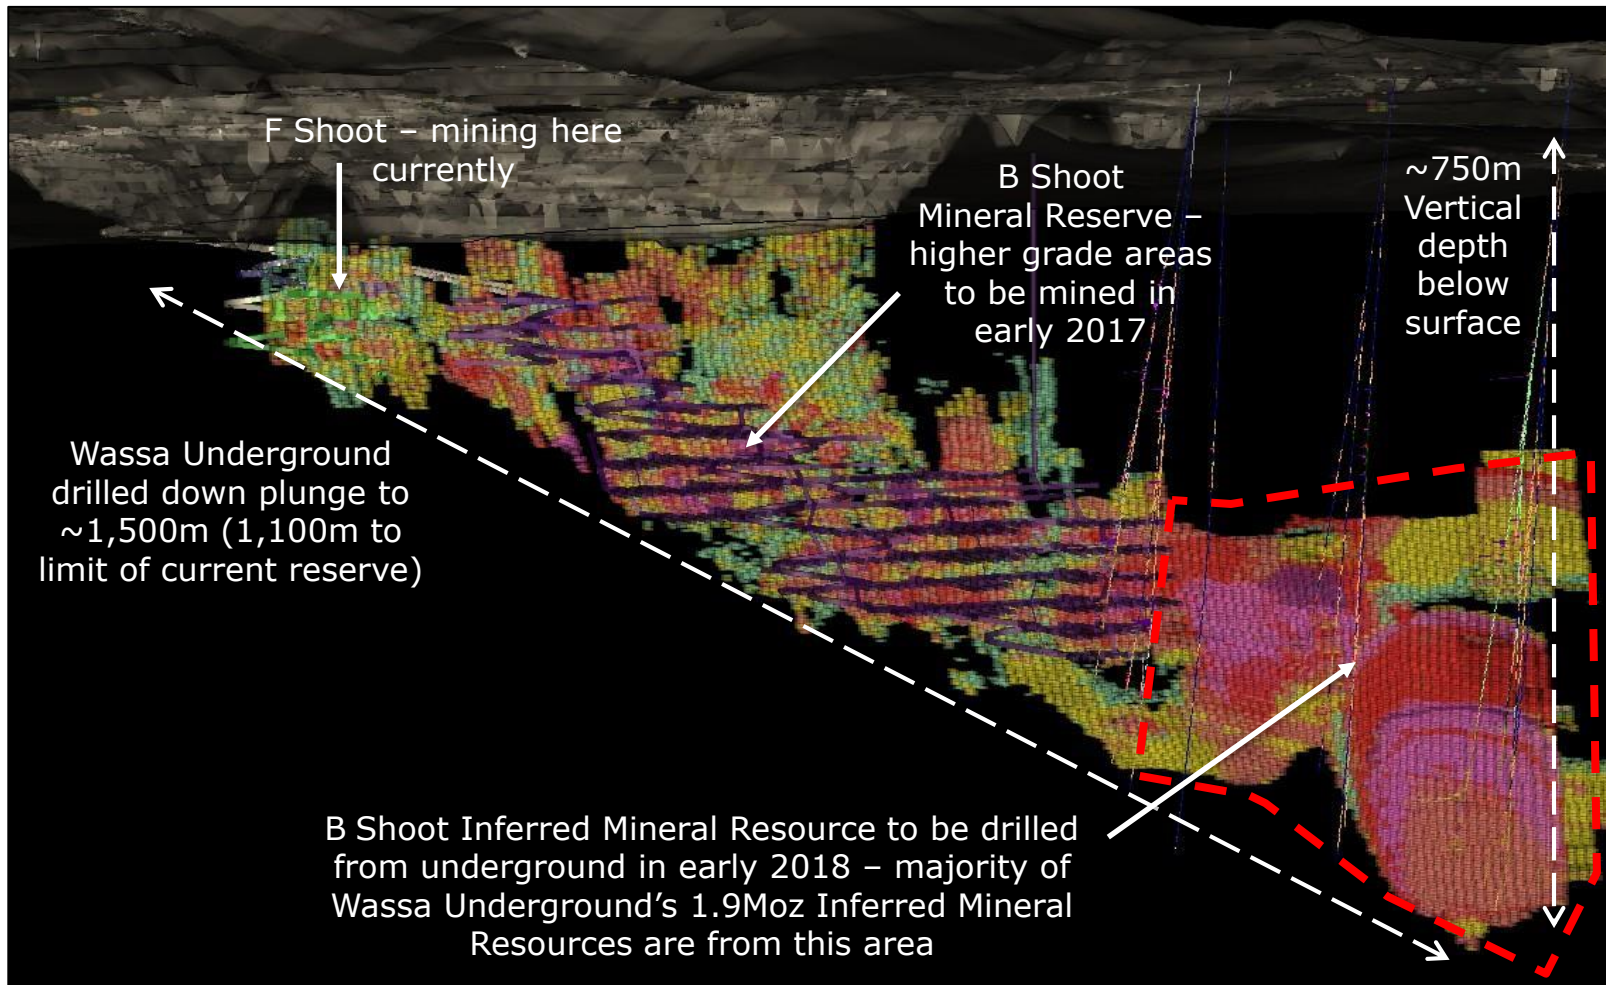 F Shoot – mining here
currently
B Shoot
Mineral Reserve –
higher grade areas
to be mined in
early 2017
~750m
Vertical
depth
below
surface
Wassa Underground
drilled down plunge to
~1,500m (1,100m to
limit of current reserve)
B Shoot Inferred Mineral Resource to be drilled
from underground in early 2018 – majority of
Wassa Underground’s 1.9Moz Inferred Mineral
Resources are from this area